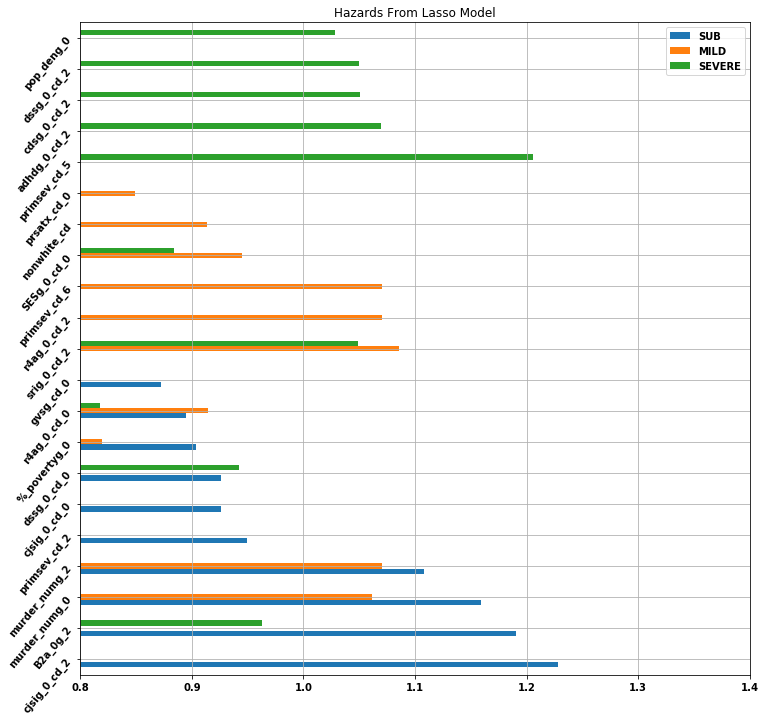 Hazards From Lasso Model
SUB
MILD
SEVERE
pop_deng_0
dssg_0_cd_2
cdsg_0_cd_2
adhdg_0_cd_2
primsev_cd_5
prsatx_cd_0
nonwhite_cd
SESg_0_cd_0
primsev_cd_6
r4ag_0_cd_2
srig_0_cd_2
gvsg_cd_0
r4ag_0_cd_0
%_povertyg_0
dssg_0_cd_0
cjsig_0_cd_0
primsev_cd_2
murder_numg_2
murder_numg_0
B2a_0g_2
cjsig_0_cd_2
0.8 0.9 1.0 1.1 1.2 1.3 1.4